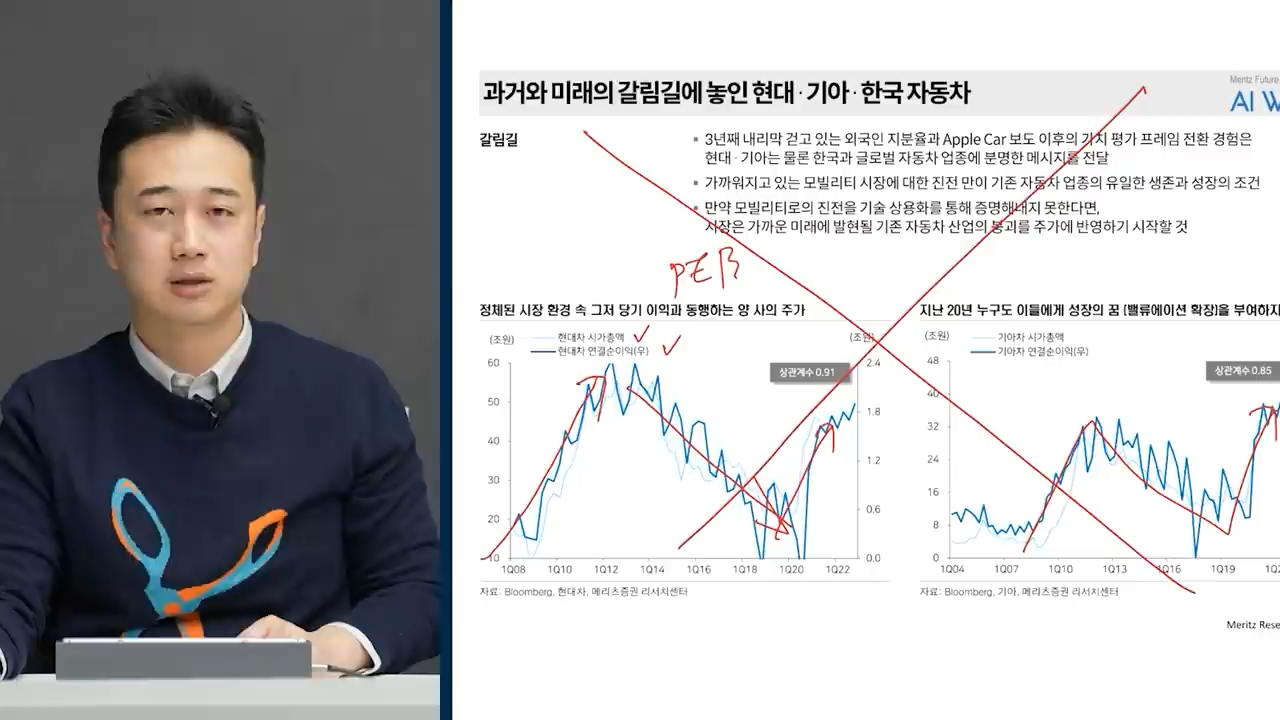 과거와 미래의 갈림길에 놓인 현대·기아·한국 자동차
Meritz Future
AI W
갈림길
▪ 3년째 내리막 걷고 있는 외국인 지분율과 Apple Car 보도 이후의 가치 평가 프레임 전환 경험은
현대·기아는 물론 한국과 글로벌 자동차 업종에 분명한 메시지를 전달
▪ 가까워지고 있는 모빌리티 시장에 대한 진전 만이 기존 자동차 업종의 유일한 생존과 성장의 조건
▪ 만약 모빌리티로의 진전을 기술 상용화를 통해 증명해내지 못한다면,
시장은 가까운 미래에 발현될 기존 자동차 산업의 붕괴를 주가에 반영하기 시작할 것
정체된 시장 환경 속 그저 당기 이익과 동행하는 양 사의 주가
(조원)
현대차 시가총액
현대차 연결순이익(우)
(조원)
상관계수 0.91
60
50
40
30
20
10
2.4
1.8
1.2
0.6
0.0
1Q08 1Q10 1Q12 1Q14 1Q16 1Q18 1Q20 1Q22
자료: Bloomberg, 현대차, 메리츠증권 리서치센터
지난 20년 누구도 이들에게 성장의 꿈(밸류에이션 확장)을 부여하지
(조원)
기아차 시가총액
기아차 연결순이익(우)
상관계수 0.85
48
40
32
24
16
8
0
1Q04 1Q07 1Q10 1Q13 1Q16 1Q19
자료: Bloomberg, 기아, 메리츠증권 리서치센터
Meritz Rese